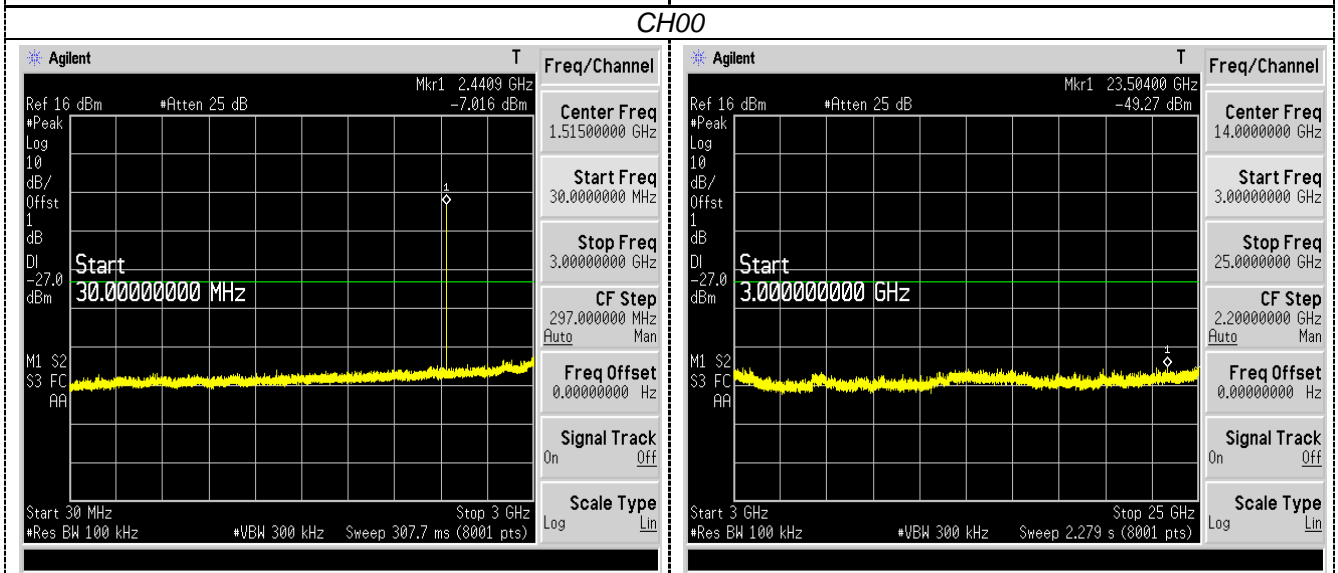 CH00
Agilent T
Mkr1 2.4409 GHz
Ref 16 dBm #Atten 25 dB -7.016 dBm
#Peak
Log
10
dB/
Offst
1
dB
DI
-27.0
dBm
M1 S2
S3 FC
AA
1
Start
30.00000000 MHz
Start 30 MHz Stop 3 GHz
#Res BW 100 kHz #VBW 300 kHz Sweep 307.7 ms (8001 pts)
Freq/Channel
Center Freq
1.51500000 GHz
Start Freq
30.0000000 MHz
Stop Freq
3.00000000 GHz
CF Step
297.000000 MHz
Auto Man
Freq Offset
0.00000000 Hz
Signal Track
On Off
Scale Type
Log Lin
Agilent T
Mkr1 23.50400 GHz
Ref 16 dBm #Atten 25 dB -49.27 dBm
#Peak
Log
10
dB/
Offst
1
dB
DI
-27.0
dBm
M1 S2
S3 FC
AA
1
Start
3.000000000 GHz
Start 3 GHz Stop 25 GHz
#Res BW 100 kHz #VBW 300 kHz Sweep 2.279 s (8001 pts)
Freq/Channel
Center Freq
14.0000000 GHz
Start Freq
3.00000000 GHz
Stop Freq
25.0000000 GHz
CF Step
2.20000000 GHz
Auto Man
Freq Offset
0.00000000 Hz
Signal Track
On Off
Scale Type
Log Lin